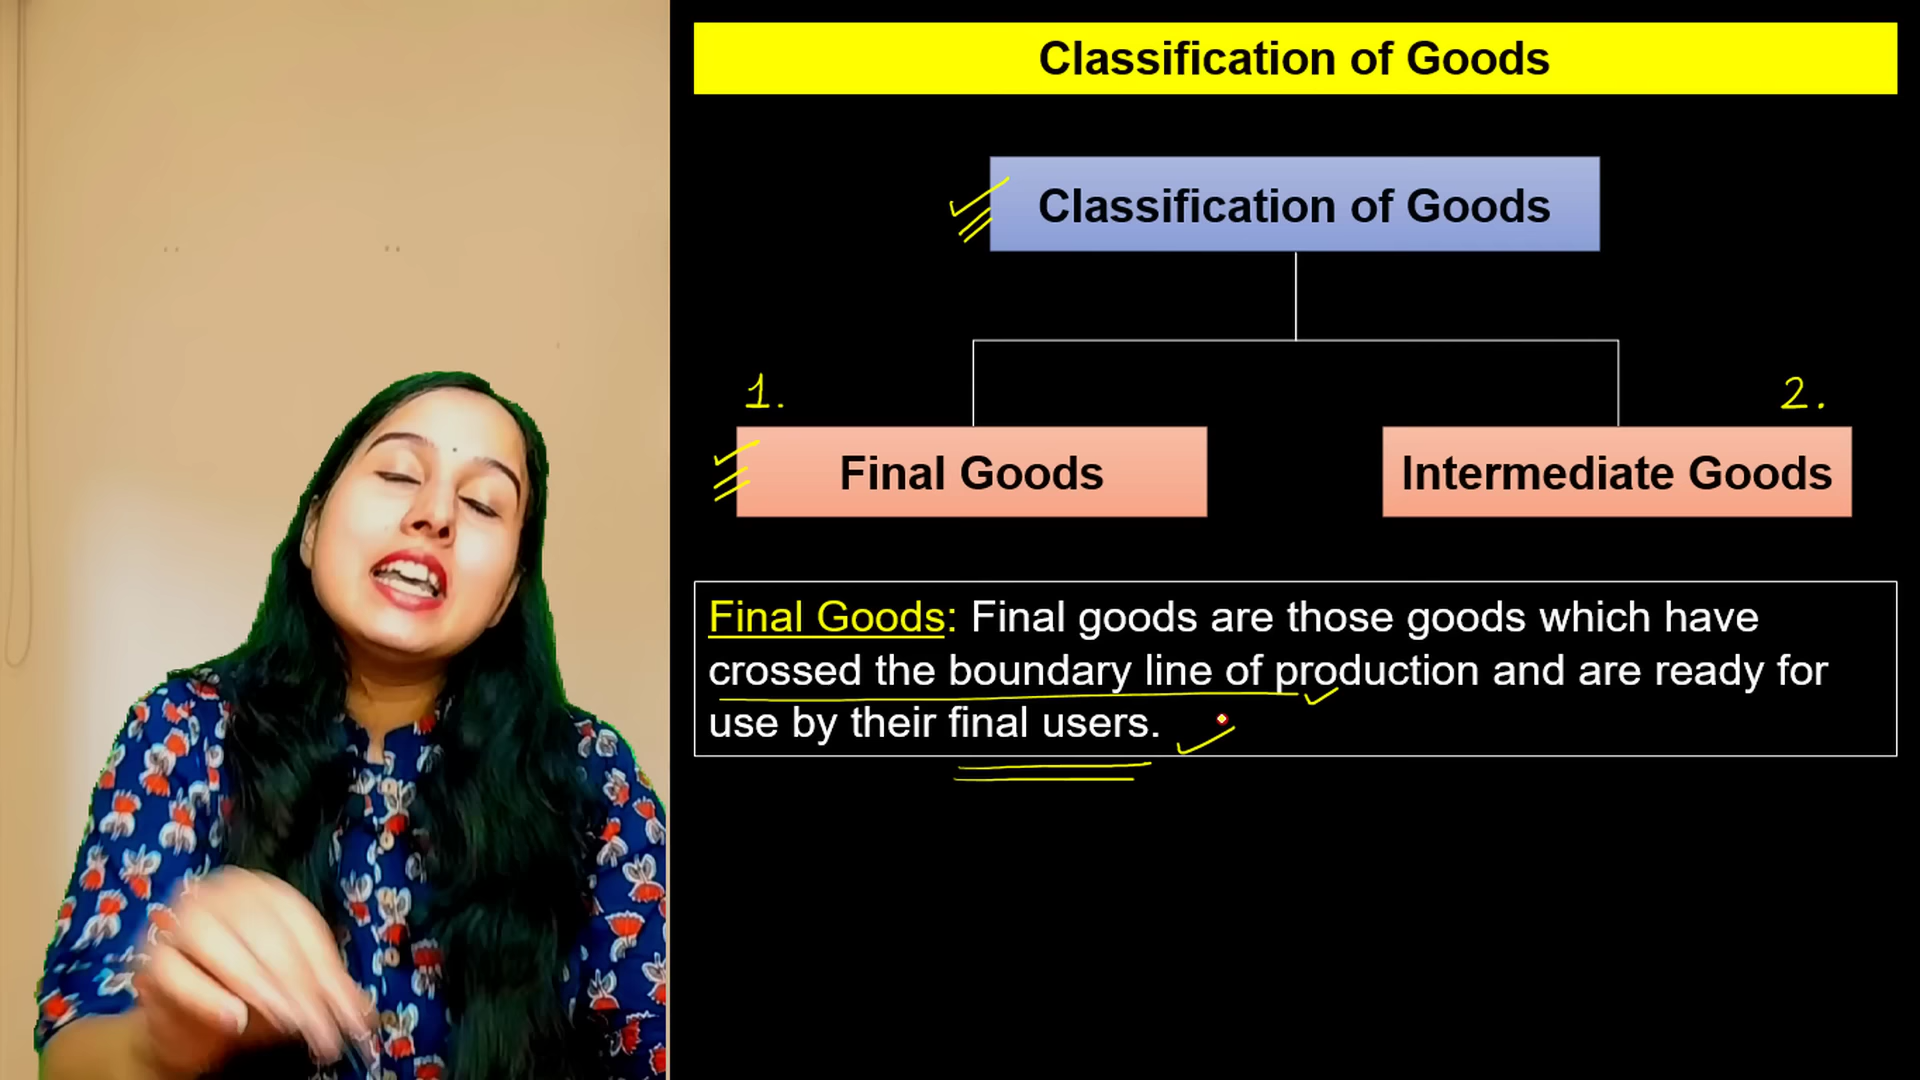 Classification of Goods
Classification of Goods
1.
2.
Final Goods
Intermediate Goods
Final Goods: Final goods are those goods which have
crossed the boundary line of production and are ready for
use by their final users.